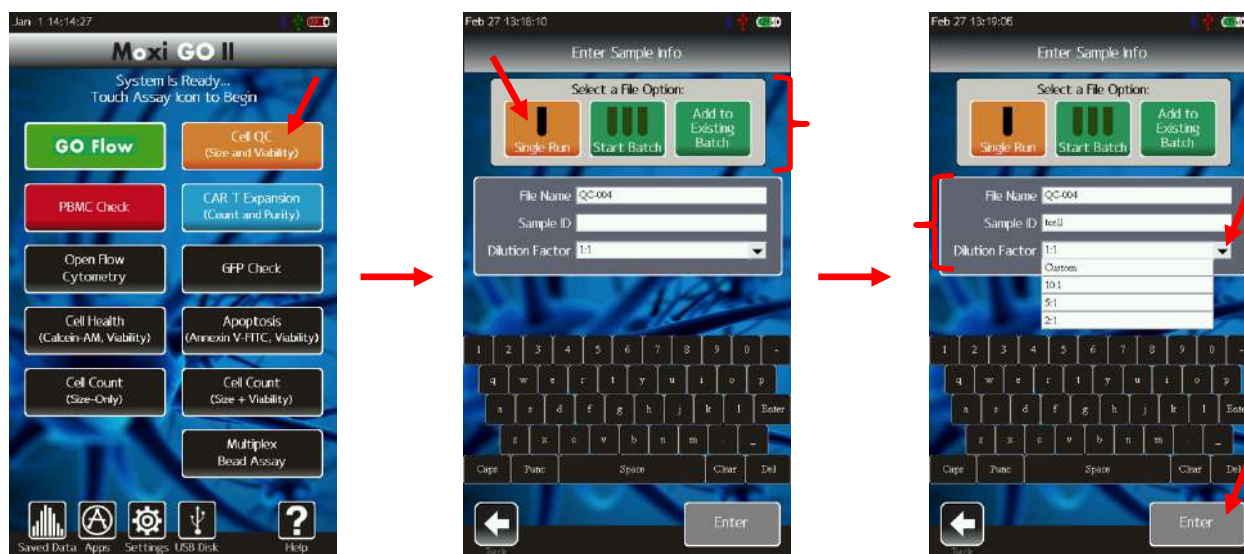 Jan 1 14:14:27
Moxi GO II
System Is Ready...
Touch Assay Icon to Begin
GO Flow
Cell QC
(Size and Viability)
PBMC Check
CAR T Expansion
(Count and Purity)
Open Flow
Cytometry
GFP Check
Cell Health
(Calcein-AM, Viability)
Apoptosis
(Annexin V-FITC, Viability)
Cell Count
(Size-Only)
Cell Count
(Size + Viability)
Multiplex
Bead Assay
Saved Data Apps Settings USB Disk Help
Feb 27 13:18:10
Enter Sample Info
Select a File Option:
Single Run
Start Batch
Add to
Existing
Batch
File Name QC-004
Sample ID
Dilution Factor 1:1
1 2 3 4 5 6 7 8 9 0 -
q w e r t y u i o p
a s d f g h j k l Enter
z x c v b n m . _
Caps Punc Space Clear Del
Enter
Back
Feb 27 13:19:06
Enter Sample Info
Select a File Option:
Single Run
Start Batch
Add to
Existing
Batch
File Name QC-004
Sample ID tcell
Dilution Factor 1:1
Custom
10:1
5:1
2:1
1 2 3 4 5 6 7 8 9 0 -
q w e r t y u i o p
a s d f g h j k l Ente
z x c v b n m . _
Caps Punc Space Clear Del
Enter
Back